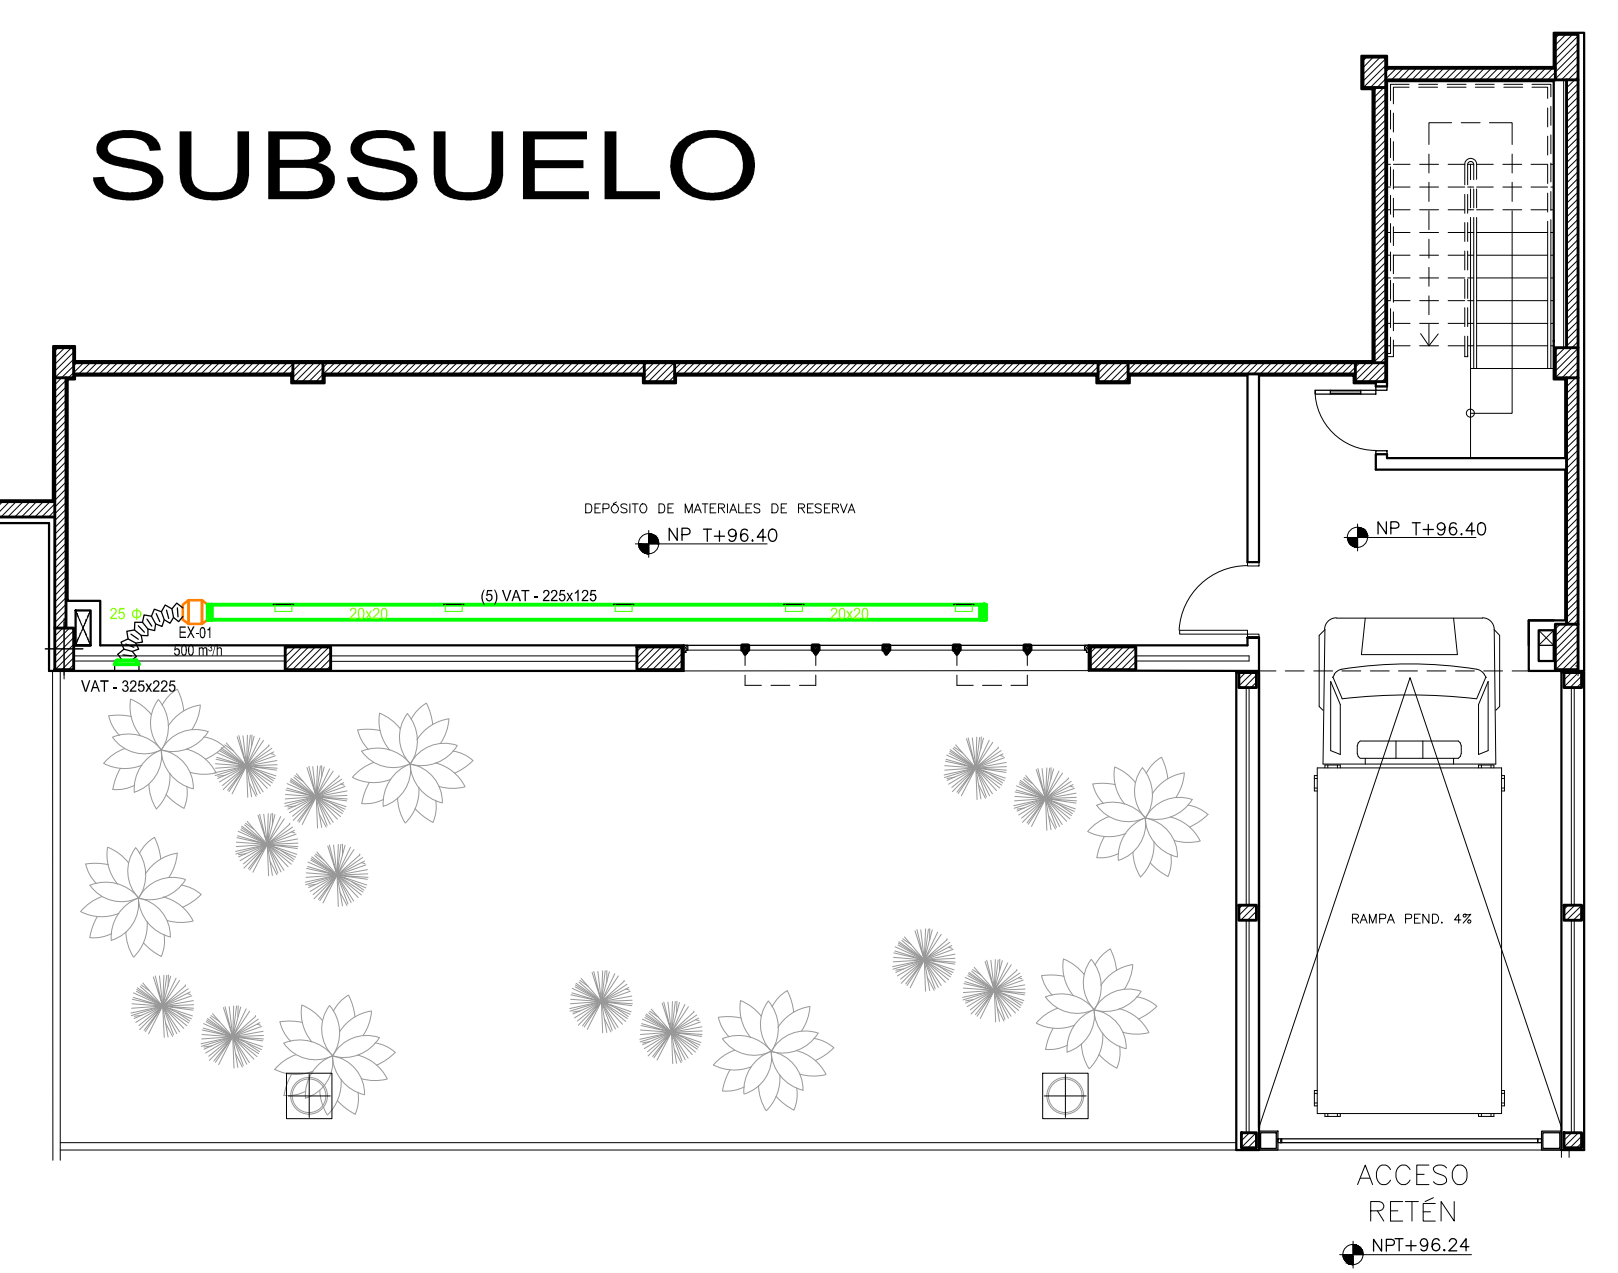 SUBSUELO
DEPÓSITO DE MATERIALES DE RESERVA
NP T+96.40
NP T+96.40
(5) VAT - 225x125
25 Φ
20x20
20x20
EX-01
500 m³/h
VAT - 325x225
RAMPA PEND. 4%
ACCESO
RETÉN
NPT+96.24